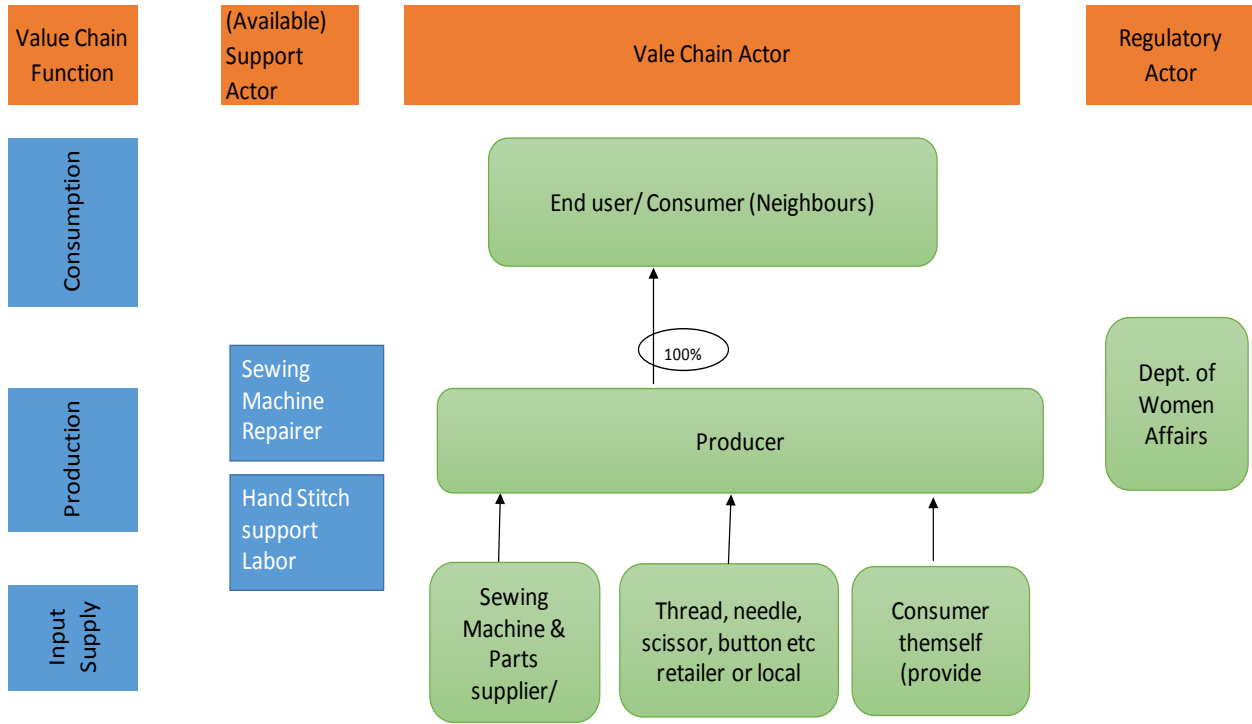 Value Chain
Function
(Available)
Support
Actor
Vale Chain Actor
Regulatory
Actor
Consumption
End user/ Consumer (Neighbours)
100%
Sewing
Machine
Repairer
Dept. of
Women
Affairs
Production
Producer
Hand Stitch
support
Labor
Input
Supply
Sewing
Machine &
Parts
supplier/
Thread, needle,
scissor, button etc
retailer or local
Consumer
themself
(provide